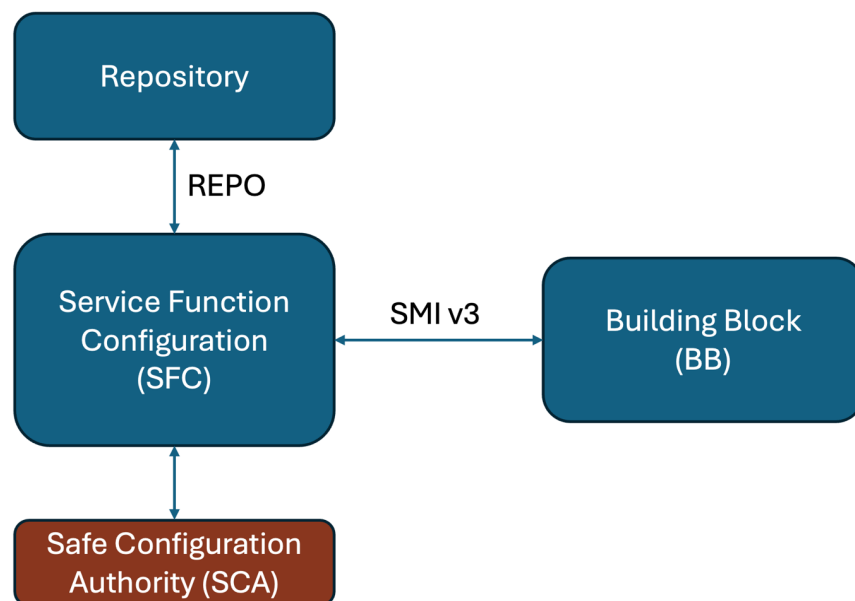 Repository
REPO
Service Function
Configuration
(SFC)
SMI v3
Building Block
(BB)
Safe Configuration
Authority (SCA)